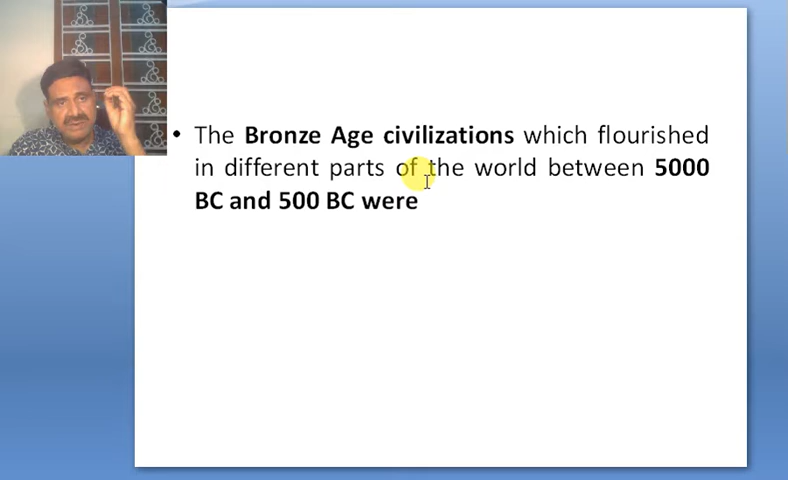 • The Bronze Age civilizations which flourished
in different parts of the world between 5000
BC and 500 BC were